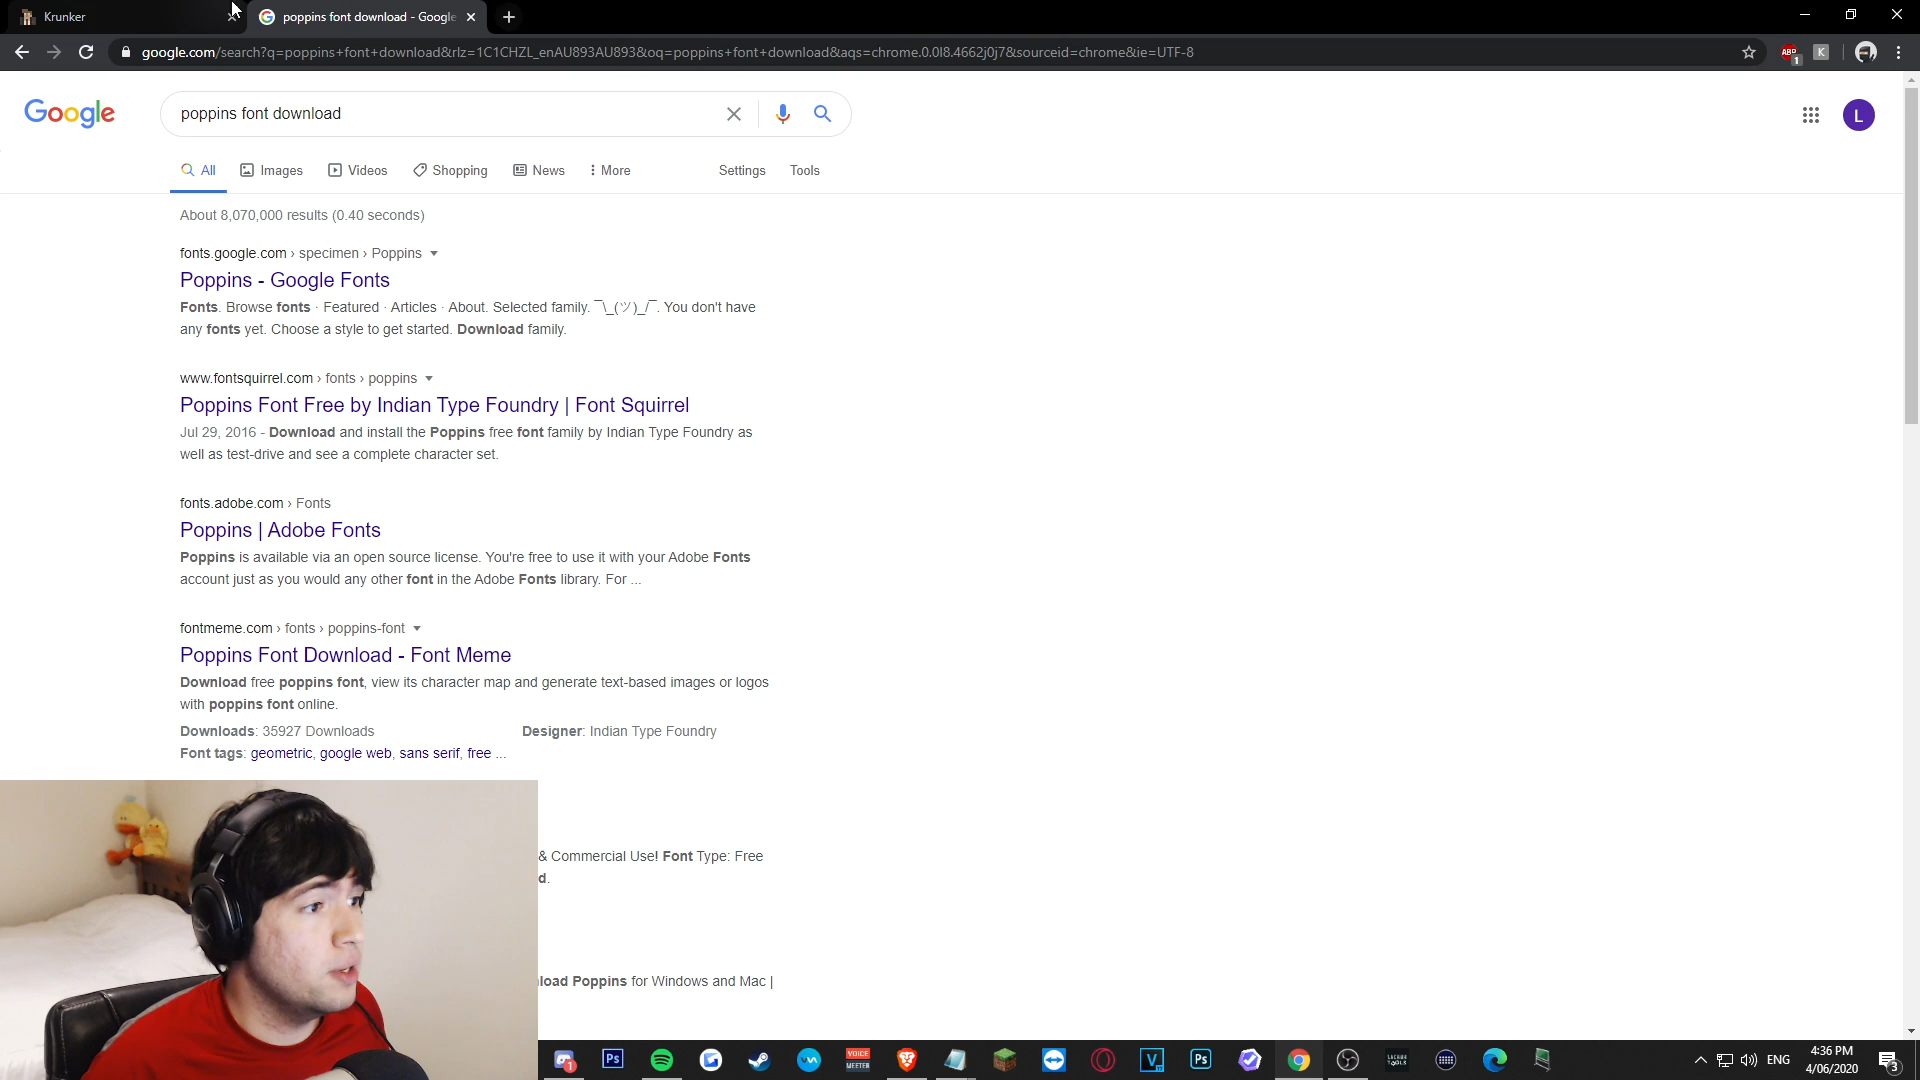 Krunker
poppins font download - Google
google.com/search?q=poppins+font+download&rlz=1C1CHZL_enAU893AU893&oq=poppins+font+download&aqs=chrome.0.0l8.4662j0j7&sourceid=chrome&ie=UTF-8
ABP
1
K
Google
poppins font download
L
All
Images
Videos
Shopping
News
More
Settings
Tools
About 8,070,000 results (0.40 seconds)
fonts.google.com › specimen › Poppins
Poppins - Google Fonts
Fonts. Browse fonts · Featured · Articles · About. Selected family. ¯\_(ツ)_/¯. You don't have
any fonts yet. Choose a style to get started. Download family.
www.fontsquirrel.com › fonts › poppins
Poppins Font Free by Indian Type Foundry | Font Squirrel
Jul 29, 2016 - Download and install the Poppins free font family by Indian Type Foundry as
well as test-drive and see a complete character set.
fonts.adobe.com › Fonts
Poppins | Adobe Fonts
Poppins is available via an open source license. You're free to use it with your Adobe Fonts
account just as you would any other font in the Adobe Fonts library. For ...
fontmeme.com › fonts › poppins-font
Poppins Font Download - Font Meme
Download free poppins font, view its character map and generate text-based images or logos
with poppins font online.
Downloads: 35927 Downloads
Designer: Indian Type Foundry
Font tags: geometric, google web, sans serif, free ...
& Commercial Use! Font Type: Free
d.
load Poppins for Windows and Mac |
1
Ps
VOICE
MEETER
V
Ps
TOOLS
ENG
4:36 PM
4/06/2020
3